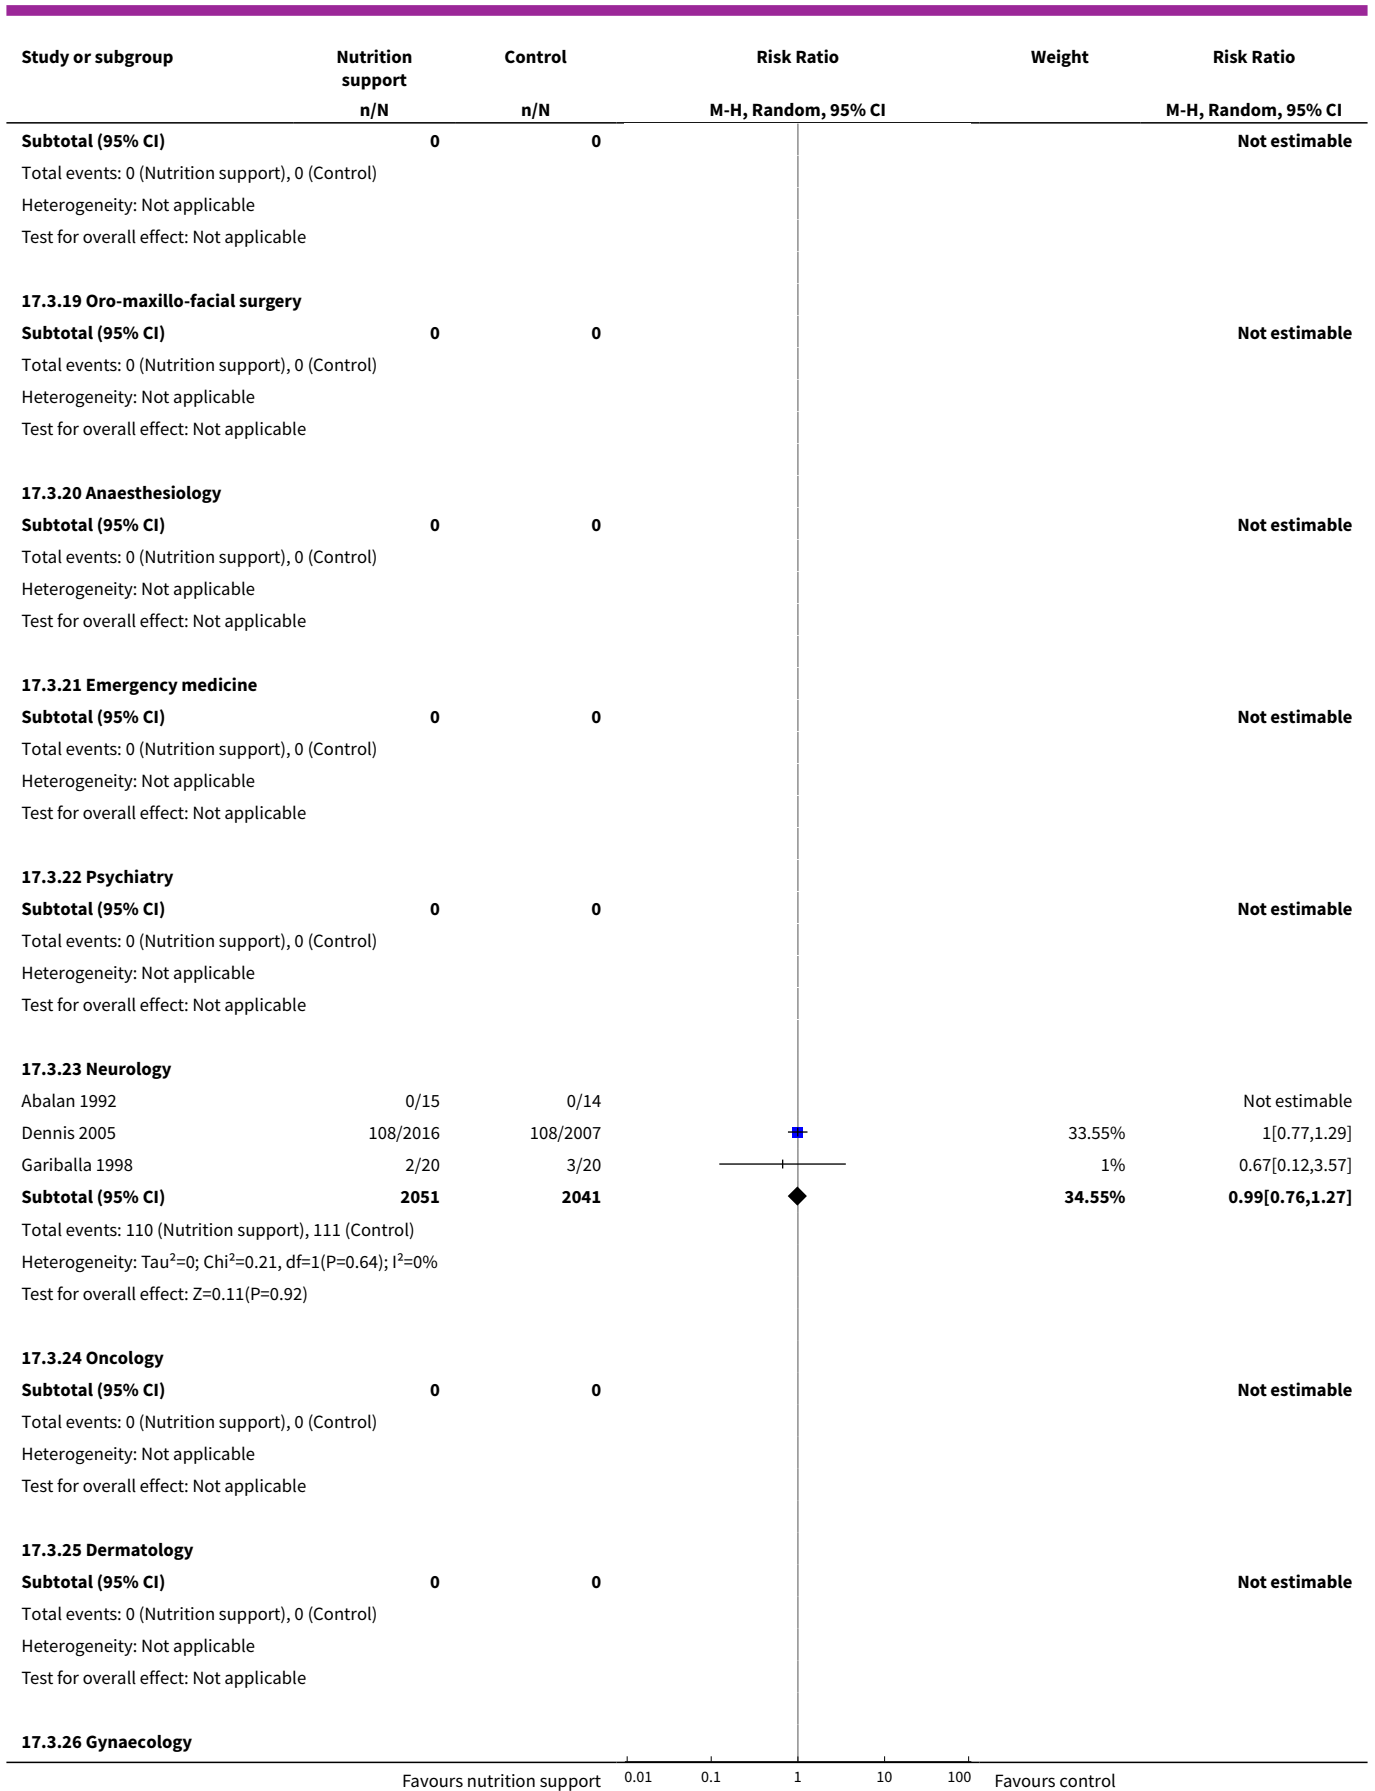 Study or subgroup Nutrition support Control Risk Ratio Weight Risk Ratio
n/N n/N M-H, Random, 95% CI M-H, Random, 95% CI
Subtotal (95% CI) 0 0 Not estimable
Total events: 0 (Nutrition support), 0 (Control)
Heterogeneity: Not applicable
Test for overall effect: Not applicable
17.3.19 Oro-maxillo-facial surgery
Subtotal (95% CI) 0 0 Not estimable
Total events: 0 (Nutrition support), 0 (Control)
Heterogeneity: Not applicable
Test for overall effect: Not applicable
17.3.20 Anaesthesiology
Subtotal (95% CI) 0 0 Not estimable
Total events: 0 (Nutrition support), 0 (Control)
Heterogeneity: Not applicable
Test for overall effect: Not applicable
17.3.21 Emergency medicine
Subtotal (95% CI) 0 0 Not estimable
Total events: 0 (Nutrition support), 0 (Control)
Heterogeneity: Not applicable
Test for overall effect: Not applicable
17.3.22 Psychiatry
Subtotal (95% CI) 0 0 Not estimable
Total events: 0 (Nutrition support), 0 (Control)
Heterogeneity: Not applicable
Test for overall effect: Not applicable
17.3.23 Neurology
Abalan 1992 0/15 0/14 Not estimable
Dennis 2005 108/2016 108/2007 33.55% 1[0.77,1.29]
Gariballa 1998 2/20 3/20 1% 0.67[0.12,3.57]
Subtotal (95% CI) 2051 2041 34.55% 0.99[0.76,1.27]
Total events: 110 (Nutrition support), 111 (Control)
Heterogeneity: Tau²=0; Chi²=0.21, df=1(P=0.64); I²=0%
Test for overall effect: Z=0.11(P=0.92)
17.3.24 Oncology
Subtotal (95% CI) 0 0 Not estimable
Total events: 0 (Nutrition support), 0 (Control)
Heterogeneity: Not applicable
Test for overall effect: Not applicable
17.3.25 Dermatology
Subtotal (95% CI) 0 0 Not estimable
Total events: 0 (Nutrition support), 0 (Control)
Heterogeneity: Not applicable
Test for overall effect: Not applicable
17.3.26 Gynaecology
Favours nutrition support 0.01 0.1 1 10 100 Favours control